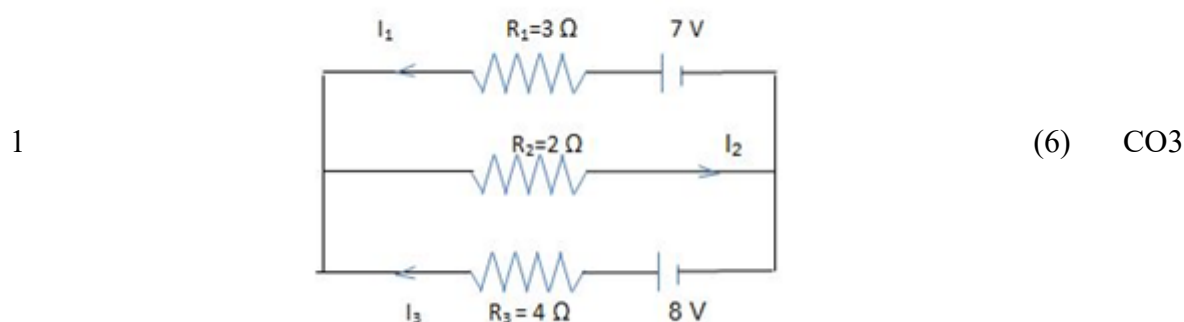 I₁ R₁=3 Ω 7 V
1 R₂=2 Ω I₂ (6) CO3
I₃ R₃= 4 Ω 8 V